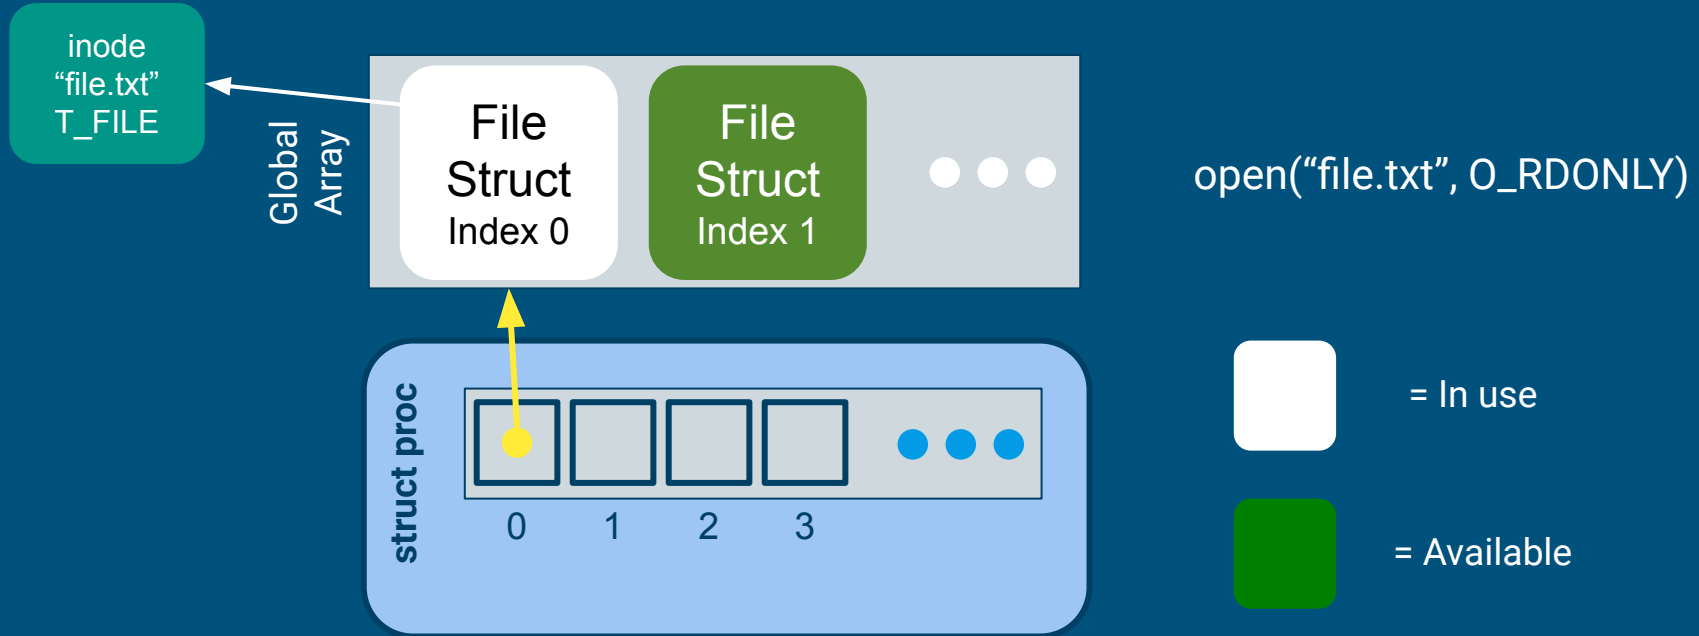 inode
“file.txt”
T_FILE
Global
Array
File
Struct
Index 0
File
Struct
Index 1
open(“file.txt”, O_RDONLY)
struct proc
0
1
2
3
= In use
= Available